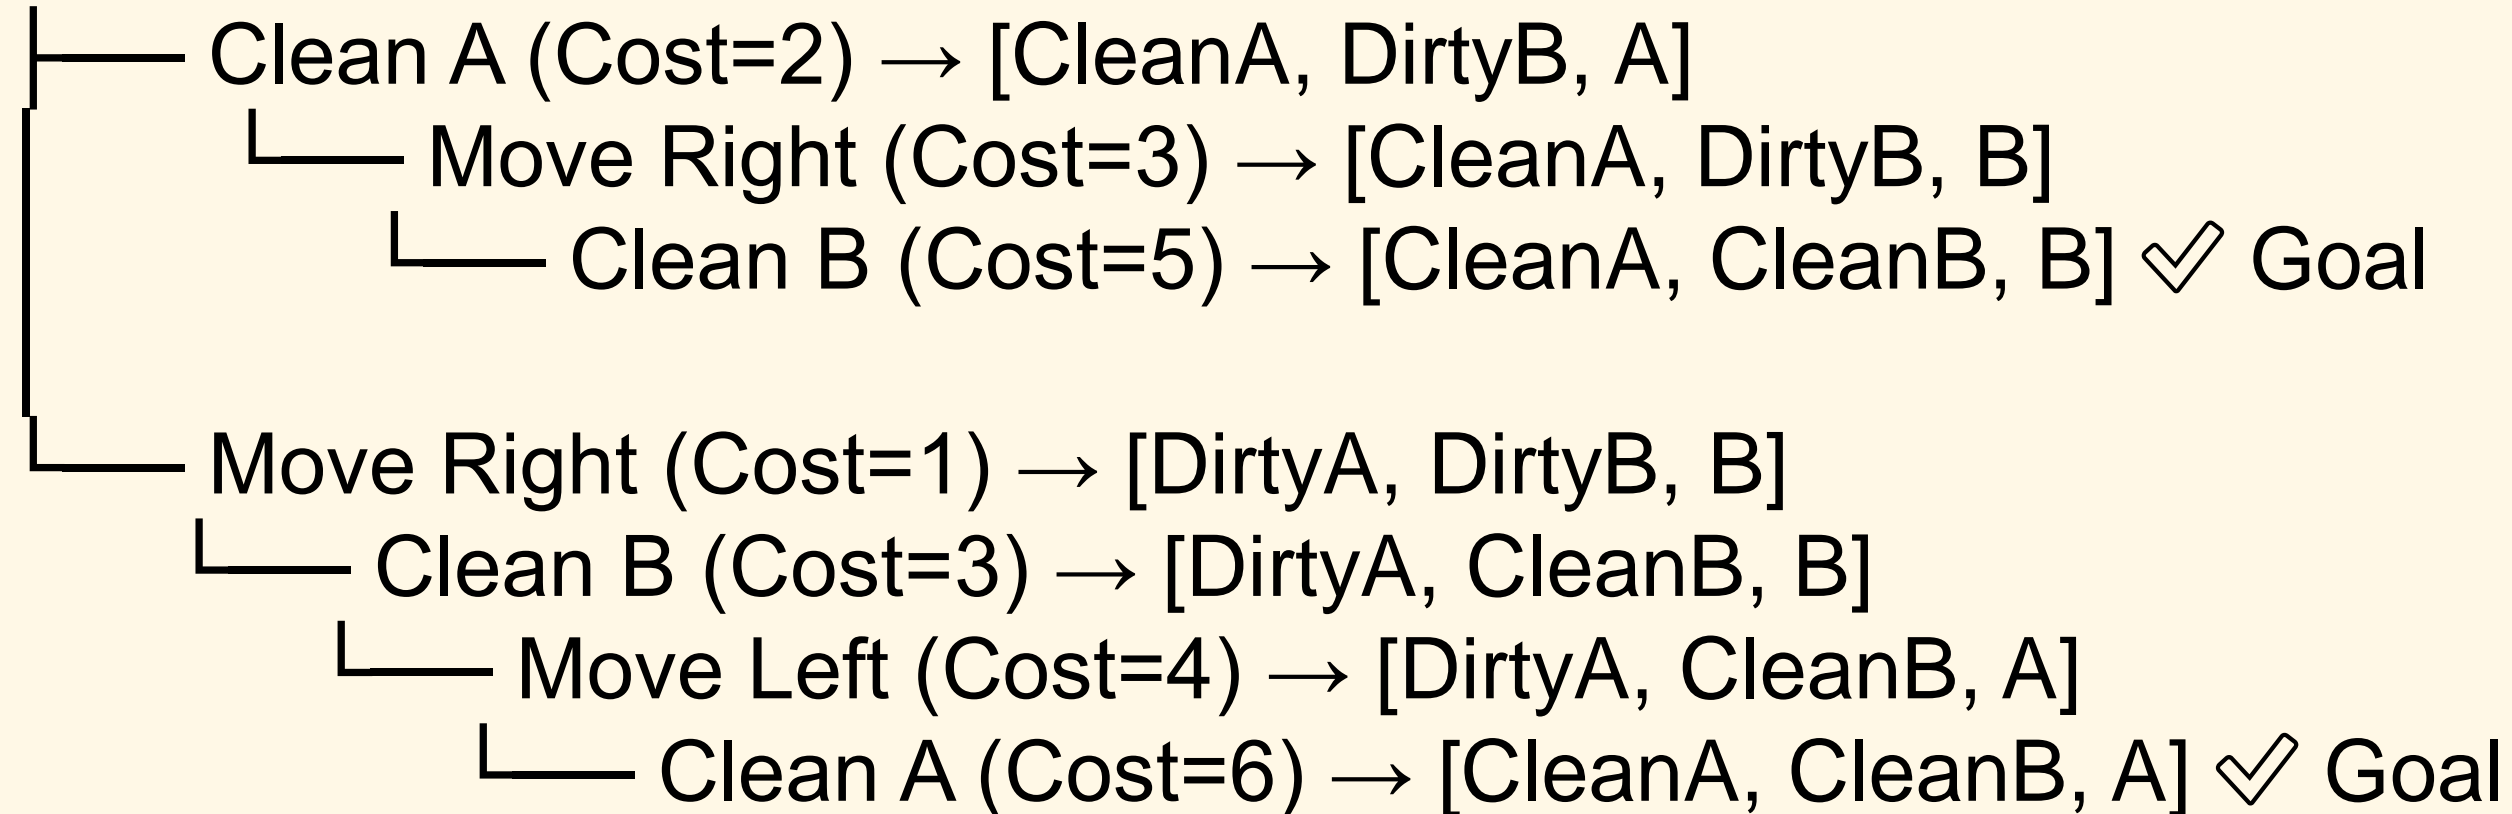 ├── Clean A (Cost=2) → [CleanA, DirtyB, A]
│ └── Move Right (Cost=3) → [CleanA, DirtyB, B]
│ └── Clean B (Cost=5) → [CleanA, CleanB, B] ✅ Goal
│
└── Move Right (Cost=1) → [DirtyA, DirtyB, B]
└── Clean B (Cost=3) → [DirtyA, CleanB, B]
└── Move Left (Cost=4) → [DirtyA, CleanB, A]
└── Clean A (Cost=6) → [CleanA, CleanB, A] ✅ Goal